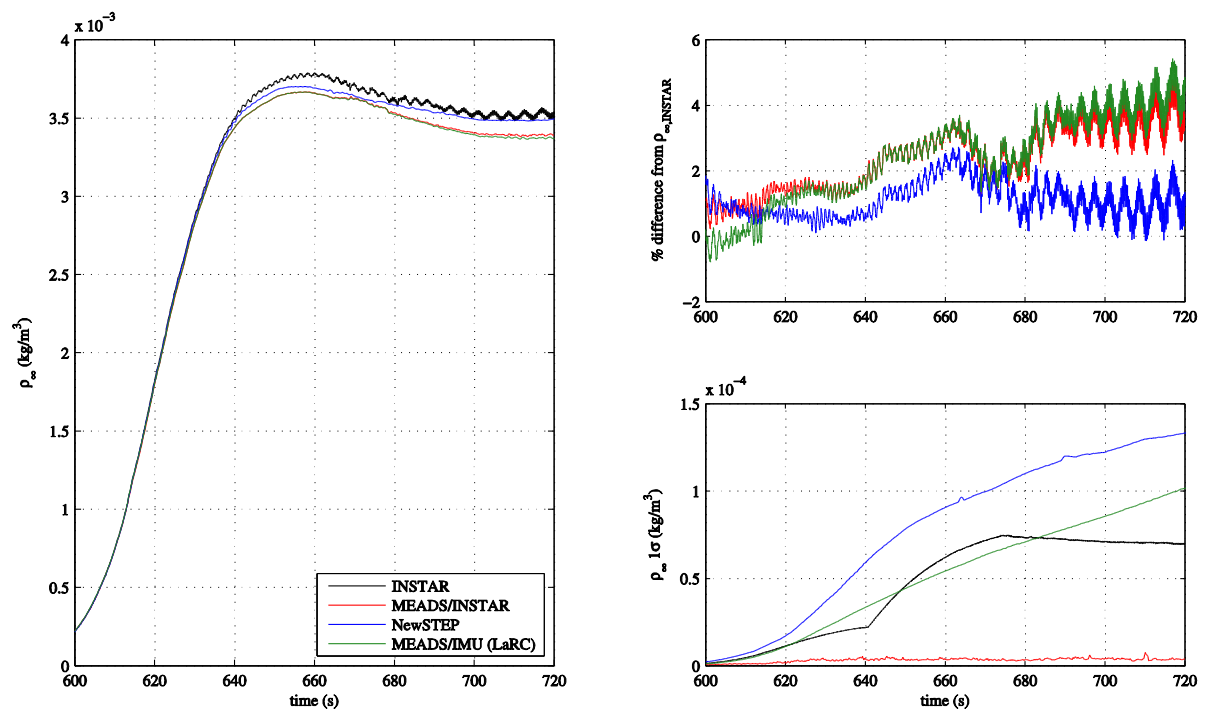 x 10⁻³
4
3.5
3
2.5
2
1.5
1
0.5
0
ρ∞ (kg/m³)
600 620 640 660 680 700 720
time (s)
INSTAR
MEADS/INSTAR
NewSTEP
MEADS/IMU (LaRC)
6
4
2
0
−2
% difference from ρ∞,INSTAR
600 620 640 660 680 700 720
x 10⁻⁴
1.5
1
0.5
0
ρ∞ 1σ (kg/m³)
600 620 640 660 680 700 720
time (s)